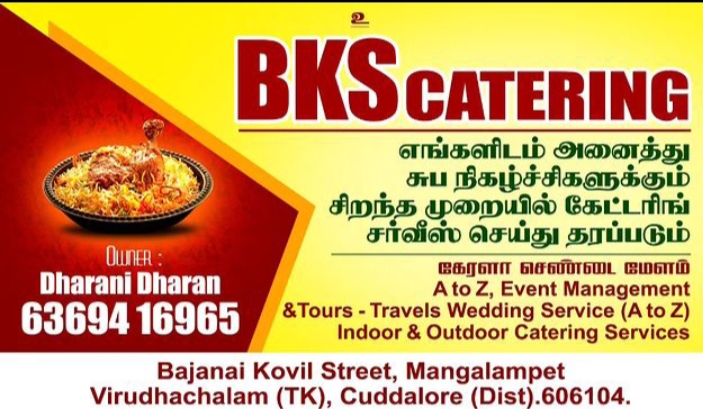 உ
BKS CATERING
எங்களிடம் அனைத்து
சுப நிகழ்ச்சிகளுக்கும்
சிறந்த முறையில் கேட்டரிங்
சர்வீஸ் செய்து தரப்படும்
கேரளா செண்டை மேளம்
A to Z, Event Management
&Tours - Travels Wedding Service (A to Z)
Indoor & Outdoor Catering Services
OWNER :
Dharani Dharan
63694 16965
Bajanai Kovil Street, Mangalampet
Virudhachalam (TK), Cuddalore (Dist).606104.